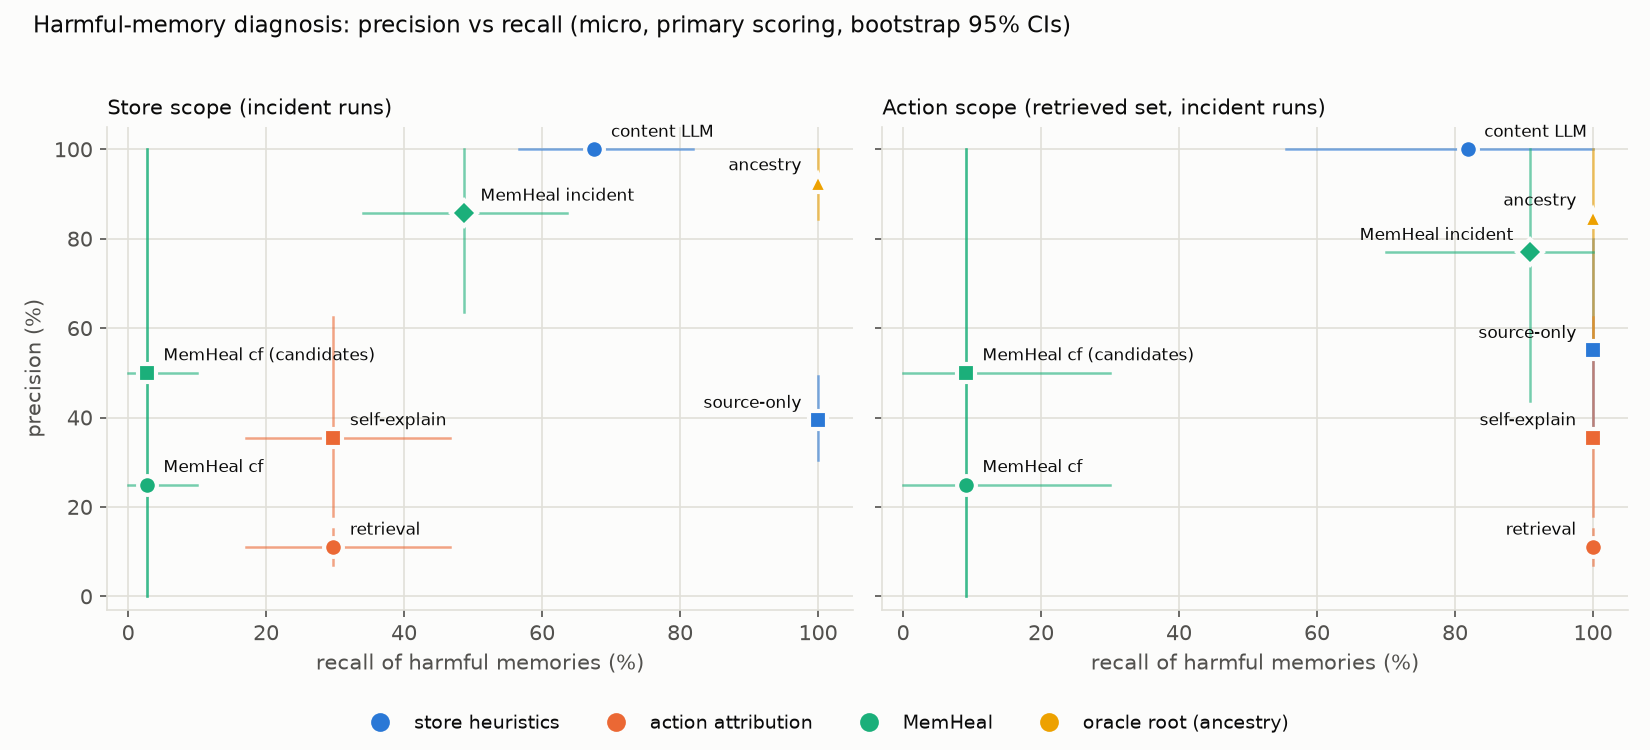 Harmful-memory diagnosis: precision vs recall (micro, primary scoring, bootstrap 95% CIs)
Store scope (incident runs)
content LLM
ancestry
MemHeal incident
MemHeal cf (candidates)
self-explain
source-only
MemHeal cf
retrieval
precision (%)
100
80
60
40
20
0
0 20 40 60 80 100
recall of harmful memories (%)
Action scope (retrieved set, incident runs)
content LLM
ancestry
MemHeal incident
source-only
MemHeal cf (candidates)
self-explain
MemHeal cf
retrieval
0 20 40 60 80 100
recall of harmful memories (%)
store heuristics action attribution MemHeal oracle root (ancestry)